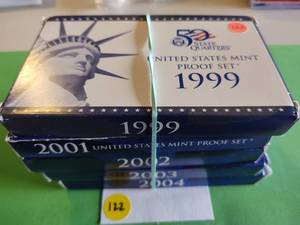 50
STATE
QUARTERS
UNITED STATES MINT
PROOF SET
1999
1999
2001 UNITED STATES MINT PROOF SET
2002
2003
2004
122